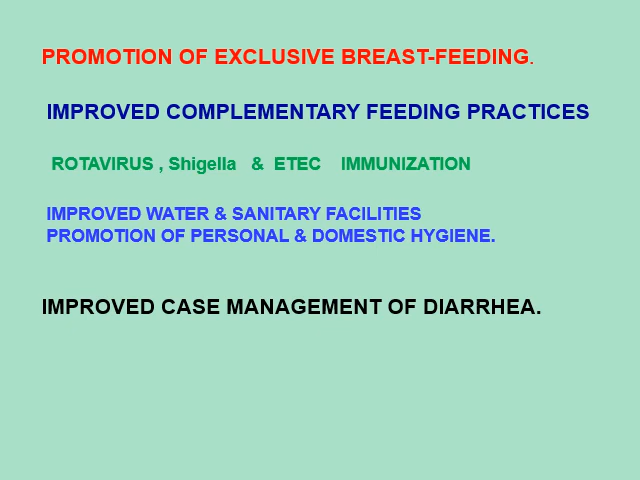 PROMOTION OF EXCLUSIVE BREAST-FEEDING.
IMPROVED COMPLEMENTARY FEEDING PRACTICES
ROTAVIRUS , Shigella & ETEC IMMUNIZATION
IMPROVED WATER & SANITARY FACILITIES
PROMOTION OF PERSONAL & DOMESTIC HYGIENE.
IMPROVED CASE MANAGEMENT OF DIARRHEA.